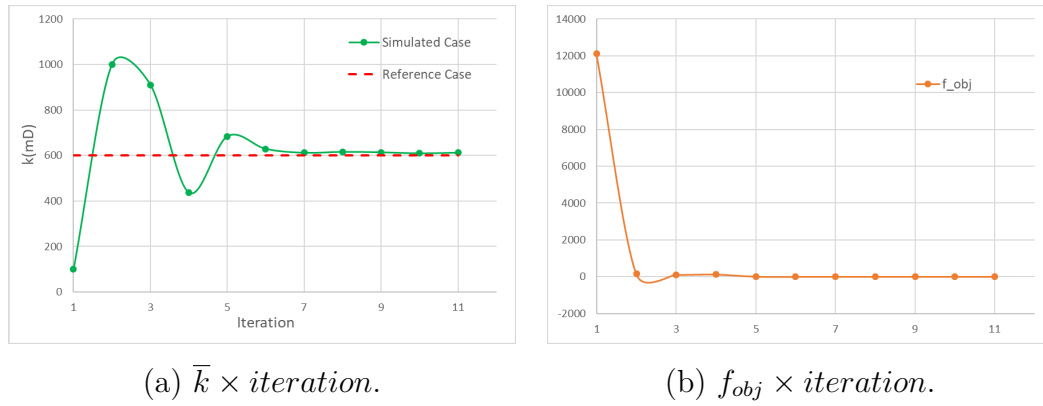 1200
1000
800
600
400
200
0
k(mD)
Simulated Case
Reference Case
1 3 5 7 9 11
Iteration
14000
12000
10000
8000
6000
4000
2000
0
-2000
f_obj
1 3 5 7 9 11
(a) k̅ × iteration.
(b) f_obj × iteration.